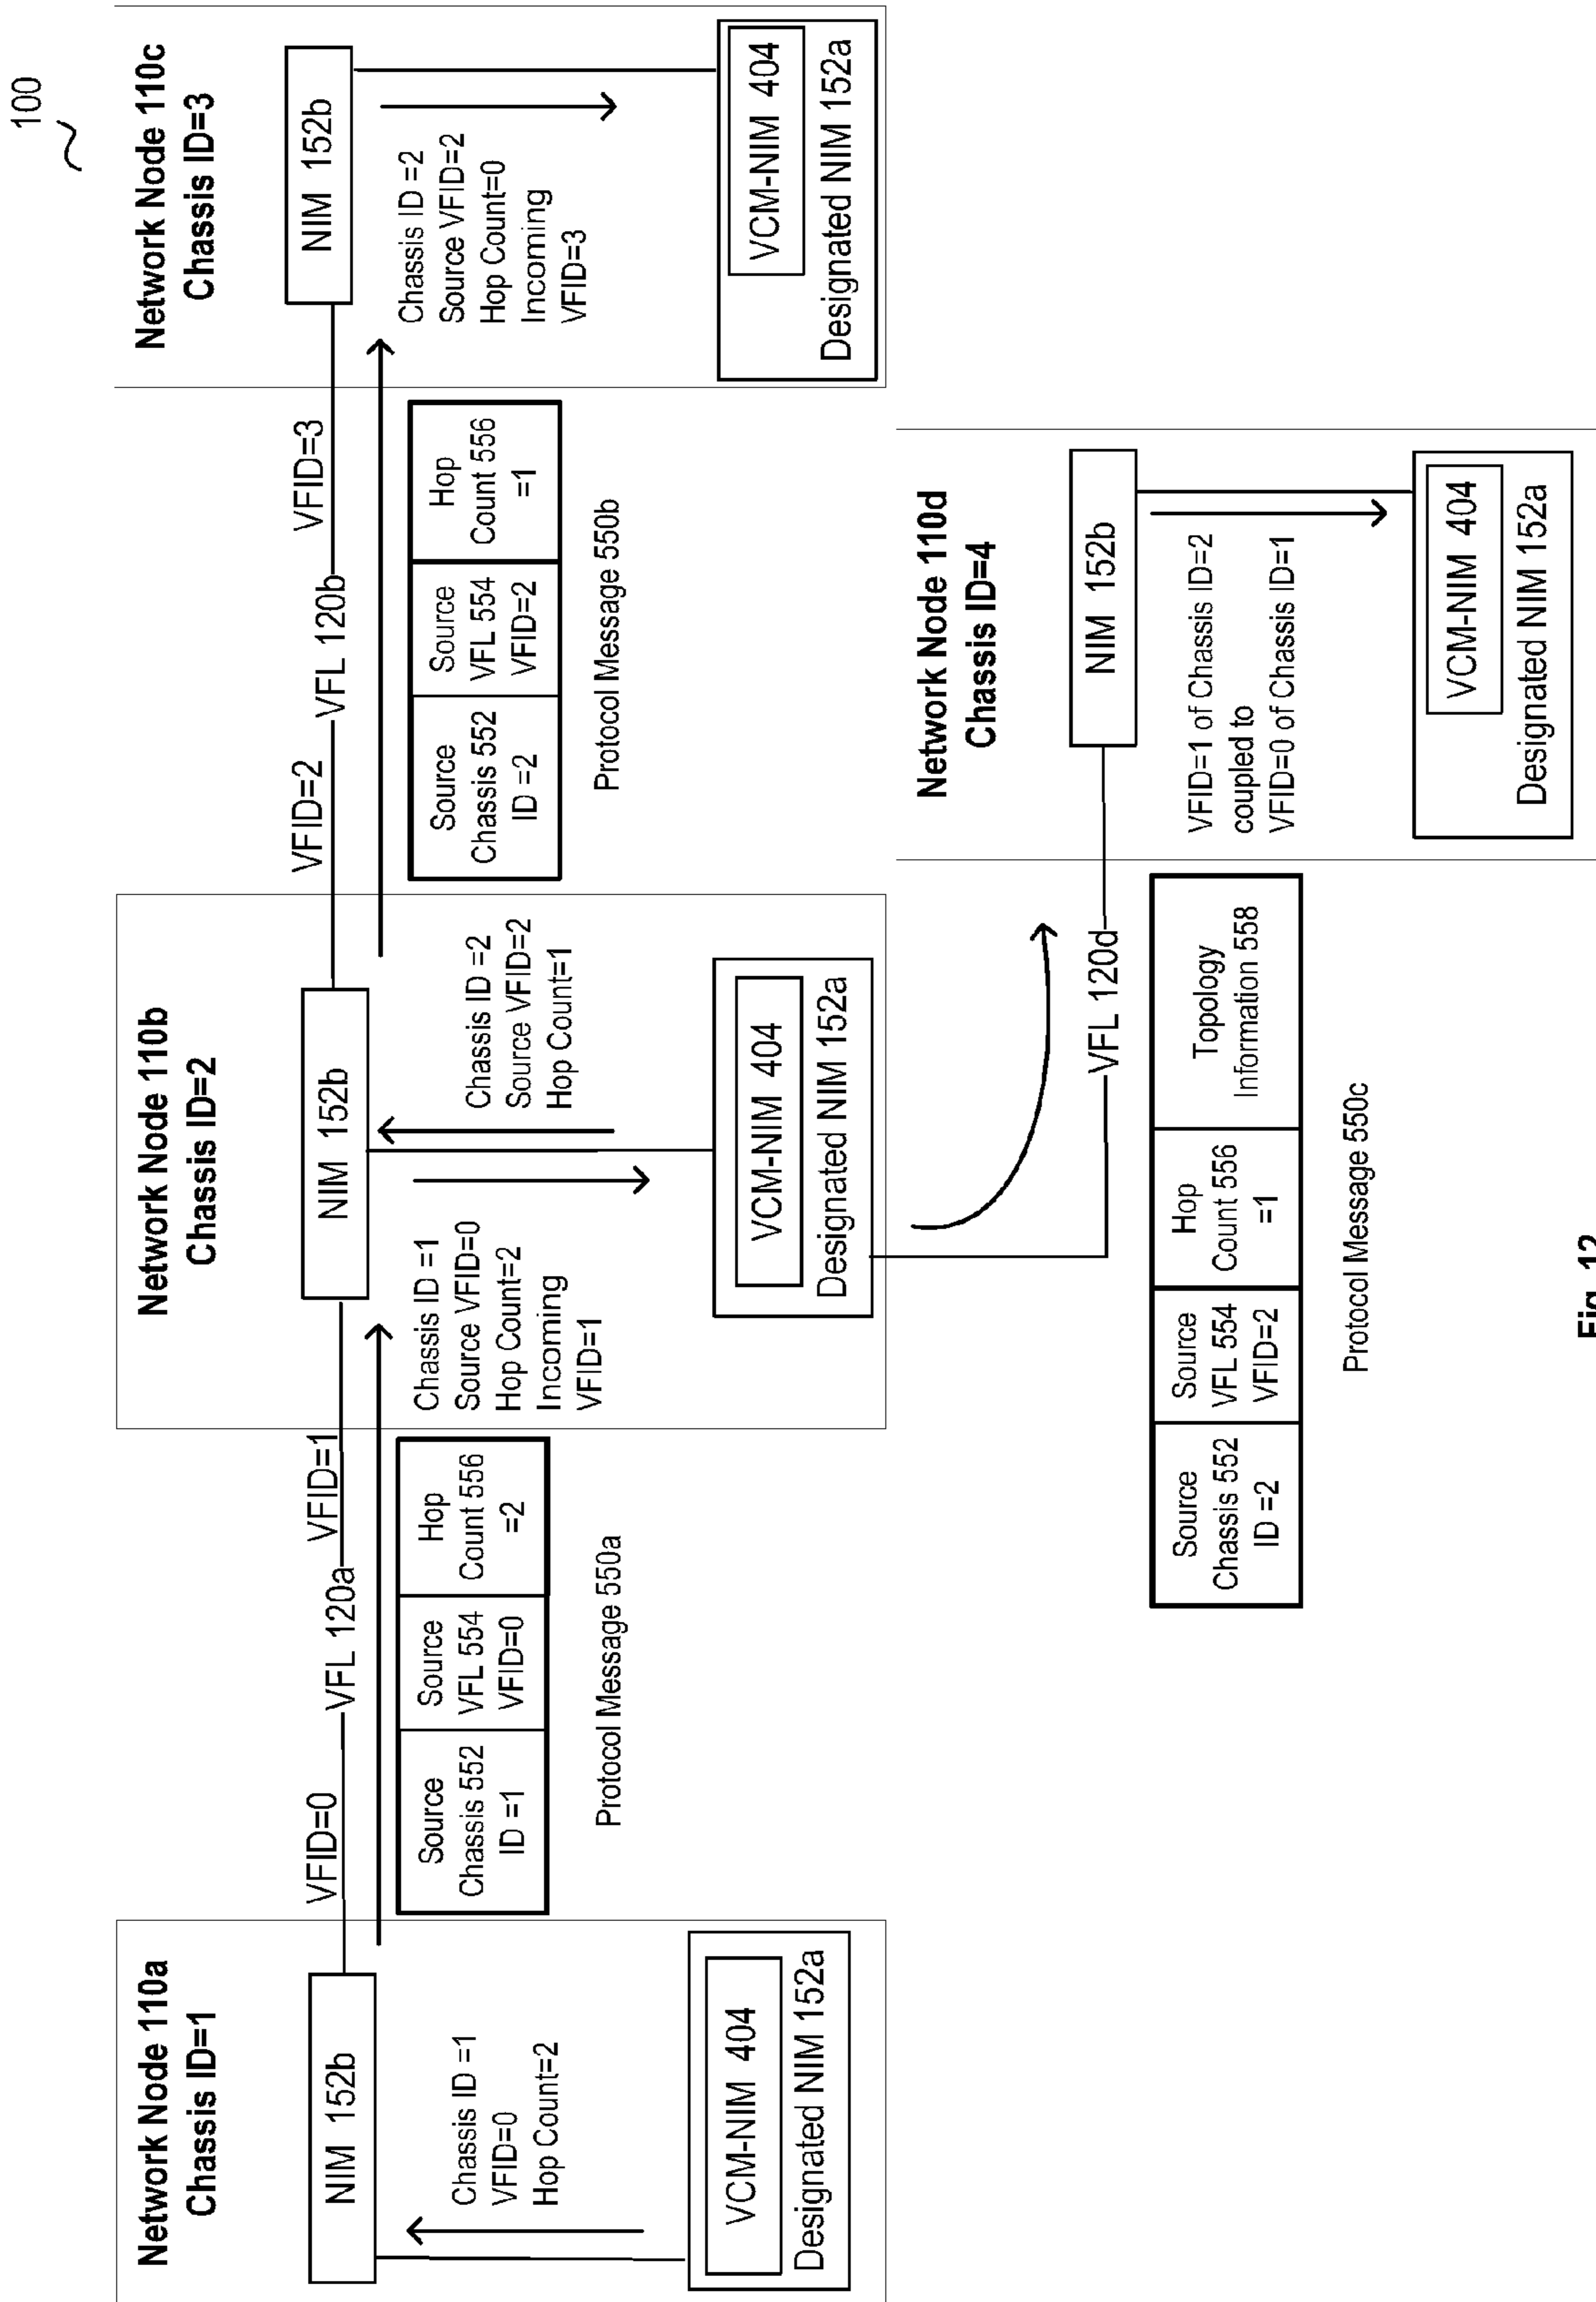 100
Network Node 110a
Chassis ID=1
NIM 152b
Chassis ID =1
VFID=0
Hop Count=2
VCM-NIM 404
Designated NIM 152a
VFID=0
VFL 120a
VFID=1
Source
Chassis 552
ID =1
Source
VFL 554
VFID=0
Hop
Count 556
=2
Protocol Message 550a
Network Node 110b
Chassis ID=2
NIM 152b
Chassis ID =1
Source VFID=0
Hop Count=2
Incoming
VFID=1
Chassis ID =2
Source VFID=2
Hop Count=1
VCM-NIM 404
Designated NIM 152a
VFID=2
VFL 120b
VFID=3
Source
Chassis 552
ID =2
Source
VFL 554
VFID=2
Hop
Count 556
=1
Protocol Message 550b
Network Node 110c
Chassis ID=3
NIM 152b
Chassis ID =2
Source VFID=2
Hop Count=0
Incoming
VFID=3
VCM-NIM 404
Designated NIM 152a
VFL 120d
Source
Chassis 552
ID =2
Source
VFL 554
VFID=2
Hop
Count 556
=1
Topology
Information 558
Protocol Message 550c
Network Node 110d
Chassis ID=4
NIM 152b
VFID=1 of Chassis ID=2
coupled to
VFID=0 of Chassis ID=1
VCM-NIM 404
Designated NIM 152a
Fig. 12